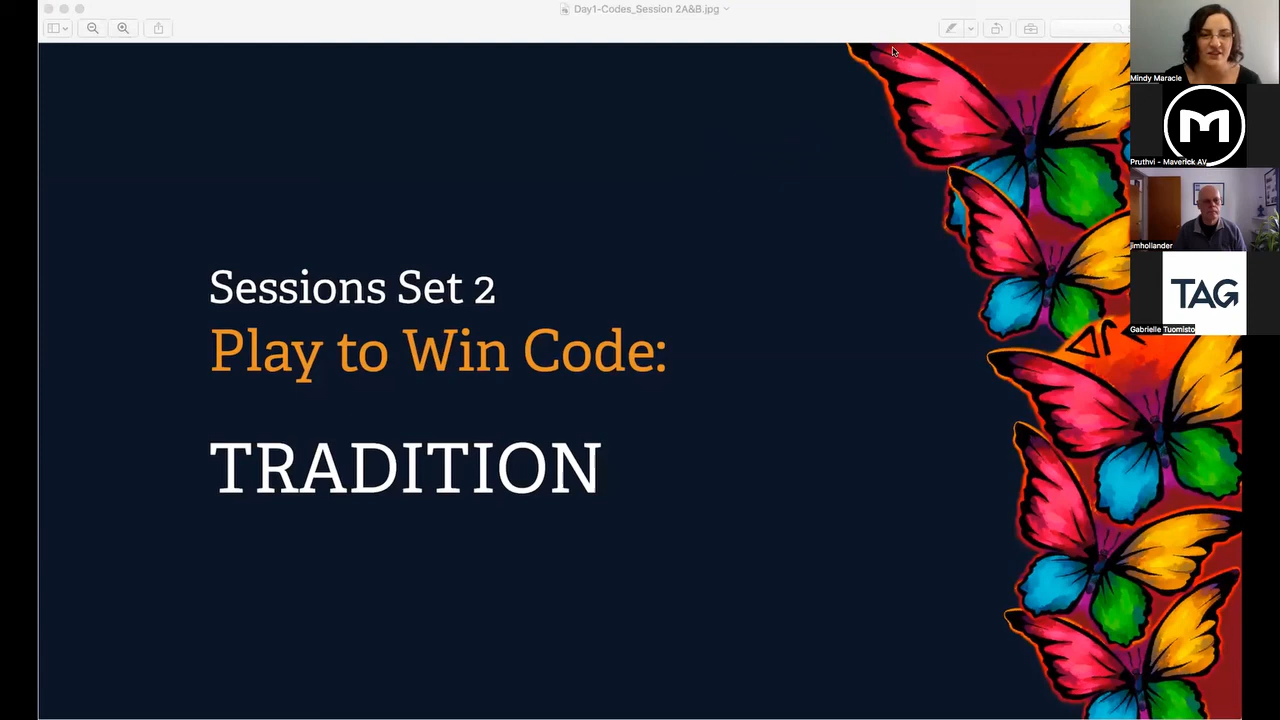 Day1-Codes_Session 2A&B.jpg
Sessions Set 2
Play to Win Code:
TRADITION
Mindy Maracle
M
Pruthvi - Maverick AV
jimhollander
TAG
Gabrielle Tuomisto